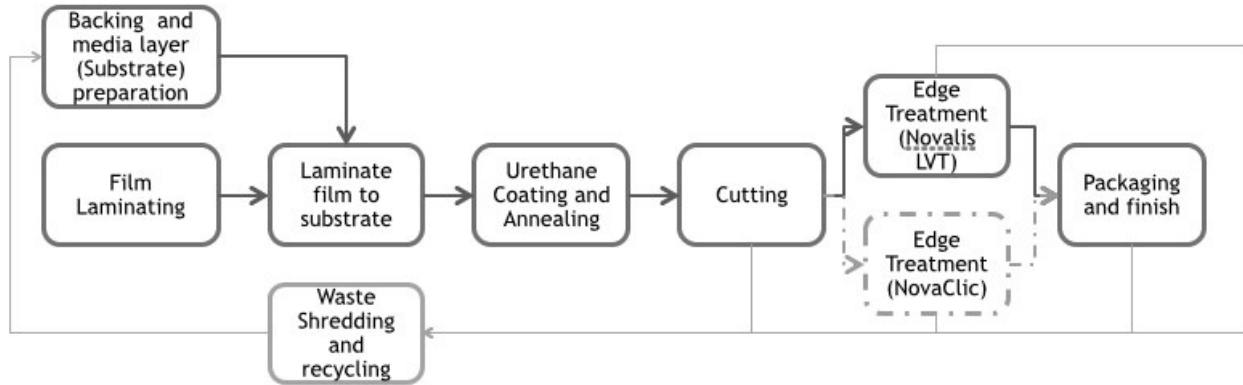 Backing and
media layer
(Substrate)
preparation
Film
Laminating
Laminate
film to
substrate
Urethane
Coating and
Annealing
Cutting
Edge
Treatment
(Novalis
LVT)
Edge
Treatment
(NovaClic)
Packaging
and finish
Waste
Shredding
and
recycling